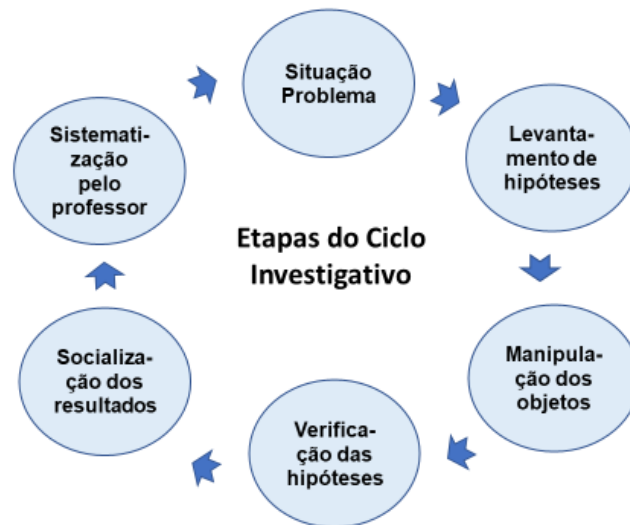 Situação
Problema
Levanta-
mento de
hipóteses
Manipula-
ção dos
objetos
Verifica-
ção das
hipóteses
Socializa-
ção dos
resultados
Sistemati-
zação
pelo
professor
Etapas do Ciclo
Investigativo